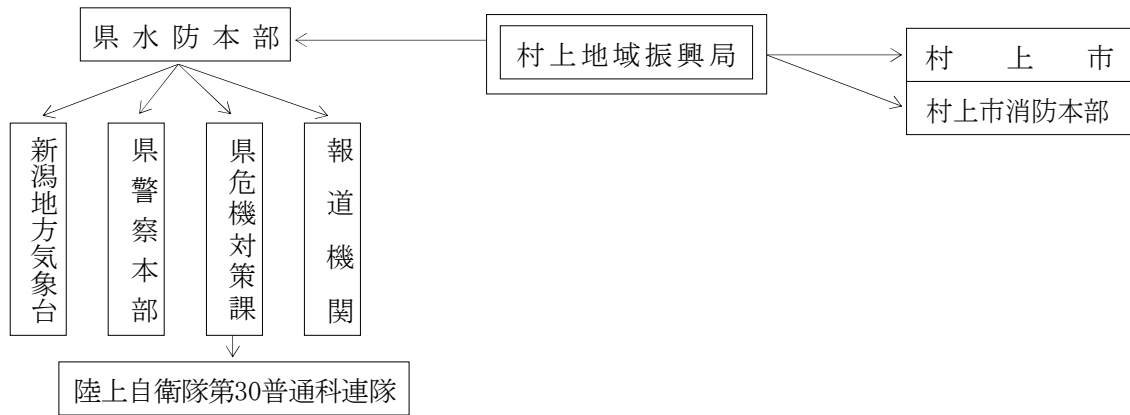 県水防本部
村上地域振興局
村上市
村上市消防本部
新潟地方気象台
県警察本部
県危機対策課
報道機関
陸上自衛隊第30普通科連隊